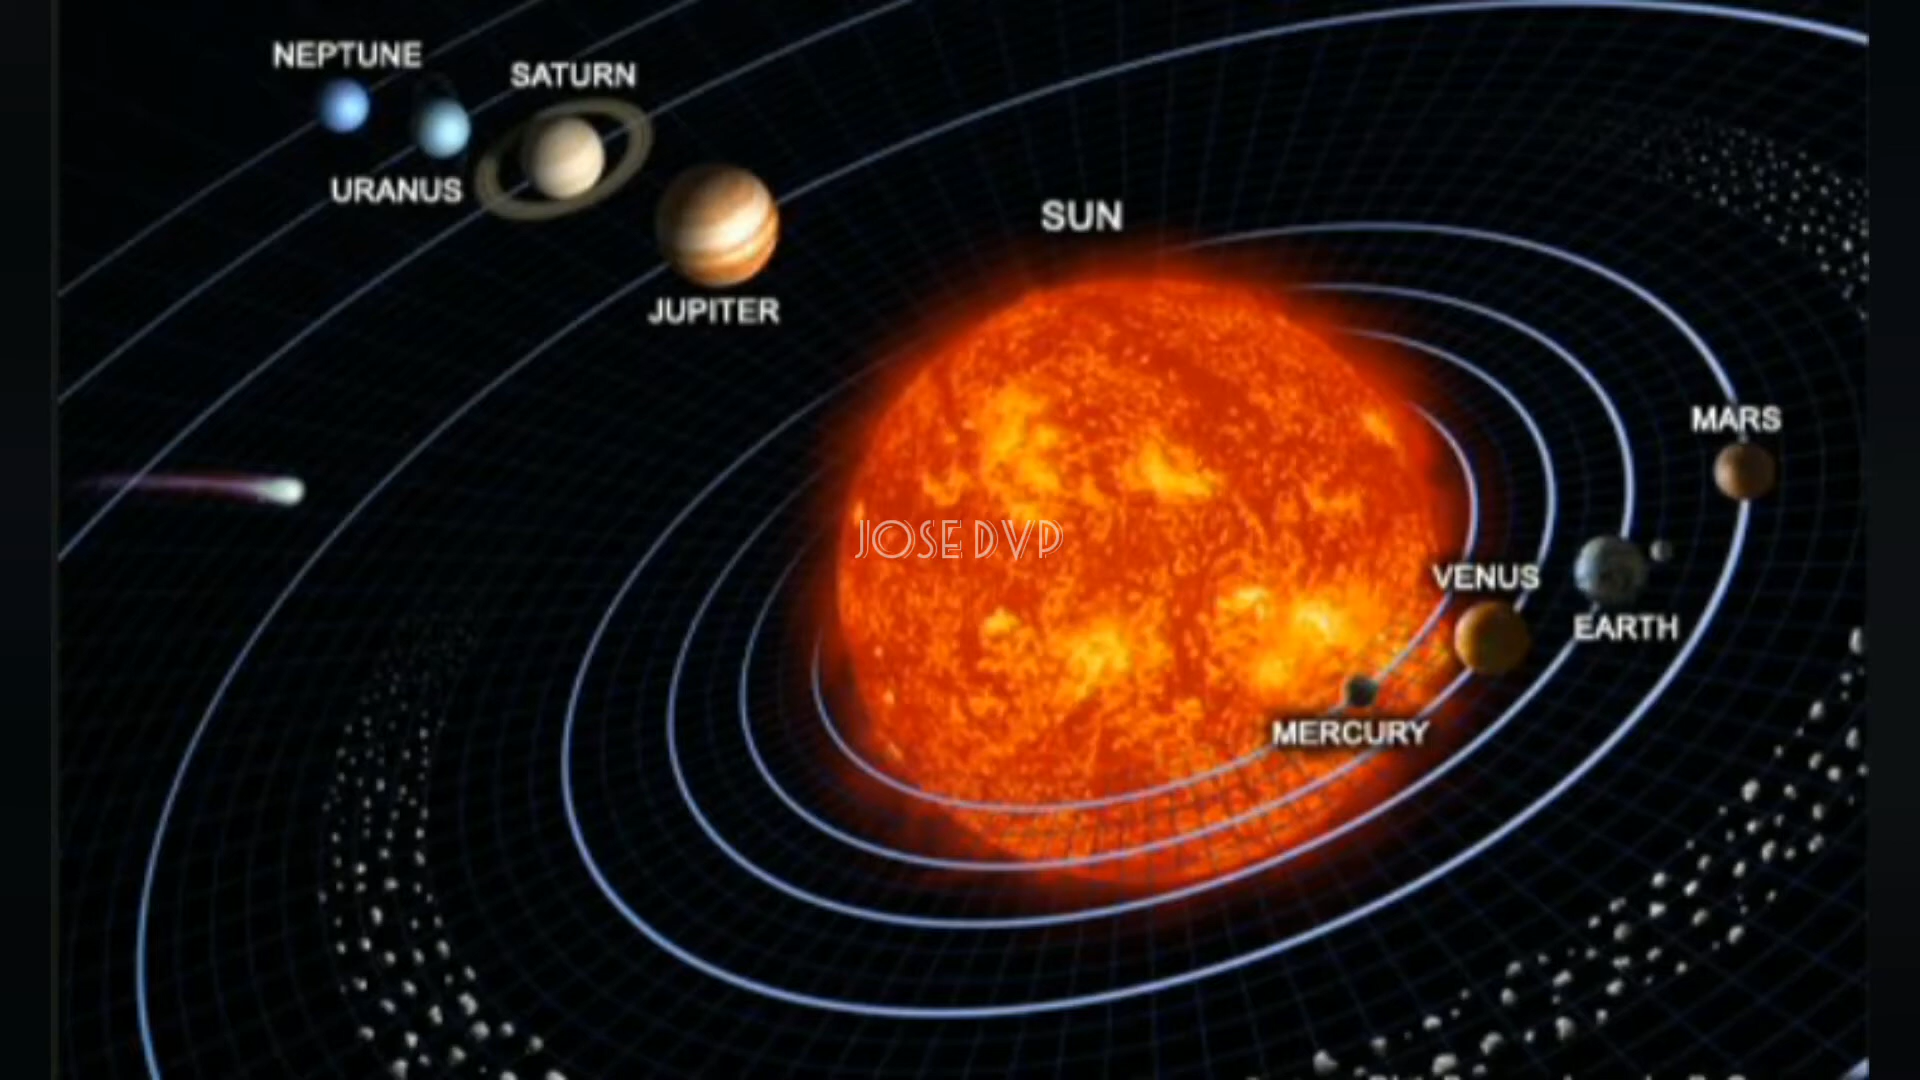 NEPTUNE
SATURN
URANUS
JUPITER
SUN
MARS
JOSE DVP
VENUS
EARTH
MERCURY